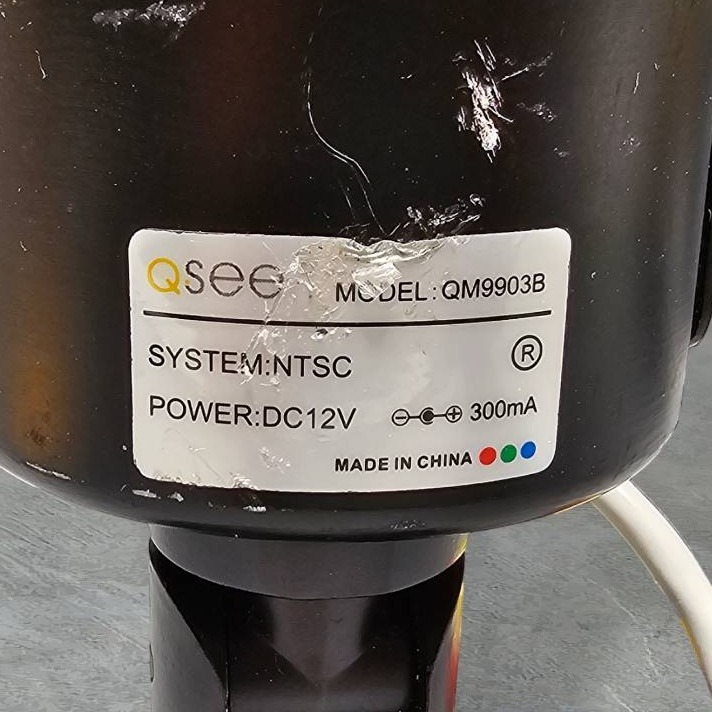 Qsee MODEL:QM9903B
SYSTEM:NTSC ®
POWER:DC12V 300mA
MADE IN CHINA